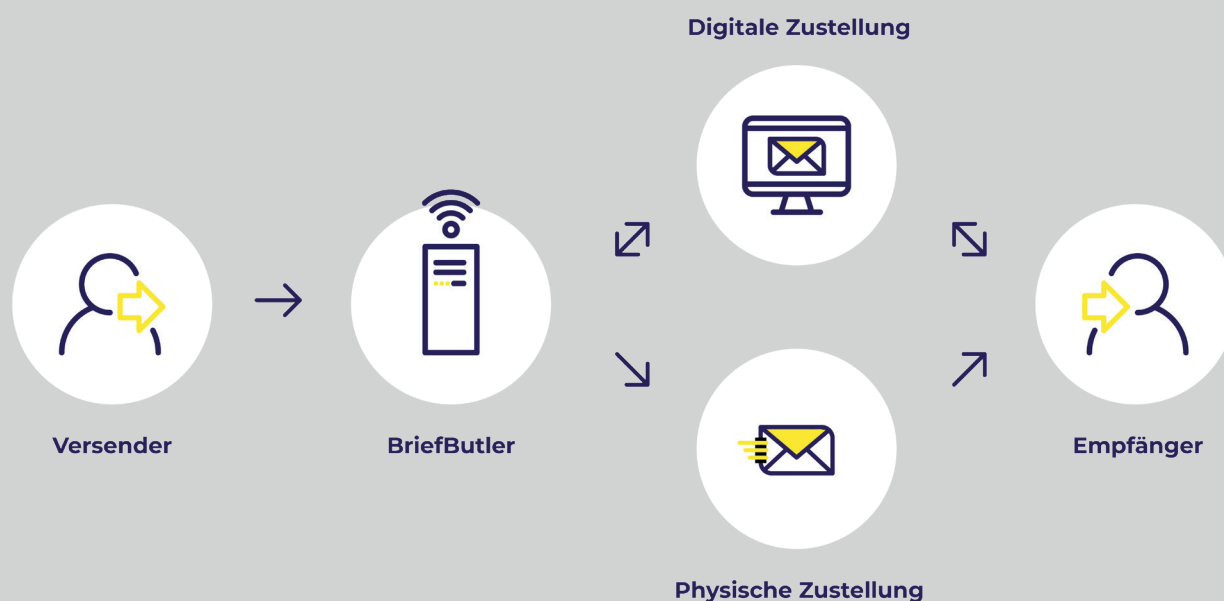 Digitale Zustellung
Versender
BriefButler
Empfänger
Physische Zustellung